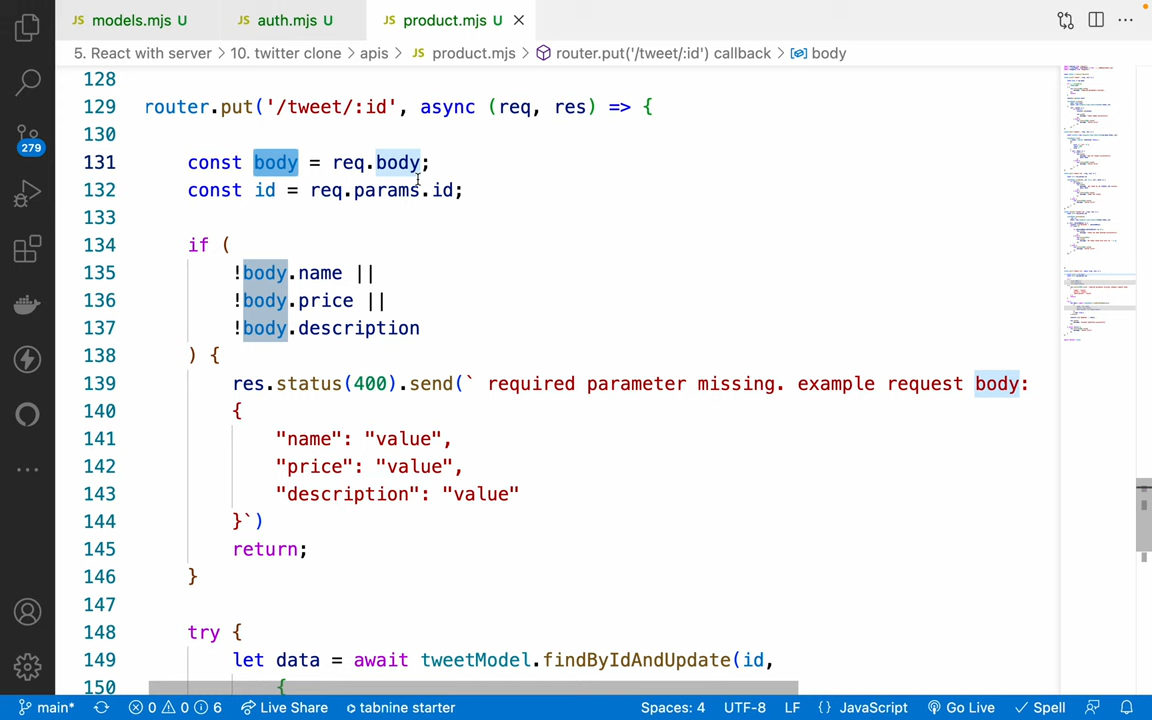 JS models.mjs U JS auth.mjs U JS product.mjs U
5. React with server > 10. twitter clone > apis > JS product.mjs > router.put('/tweet/:id') callback > body
128
129 router.put('/tweet/:id', async (req, res) => {
130
131 const body = req.body;
132 const id = req.params.id;
133
134 if (
135 !body.name ||
136 !body.price ||
137 !body.description
138 ) {
139 res.status(400).send(` required parameter missing. example request body:
140 {
141 "name": "value",
142 "price": "value",
143 "description": "value"
144 }`)
145 return;
146 }
147
148 try {
149 let data = await tweetModel.findByIdAndUpdate(id,
150 {
279
main* 0 0 6 Live Share tabnine starter Spaces: 4 UTF-8 LF {} JavaScript Go Live Spell